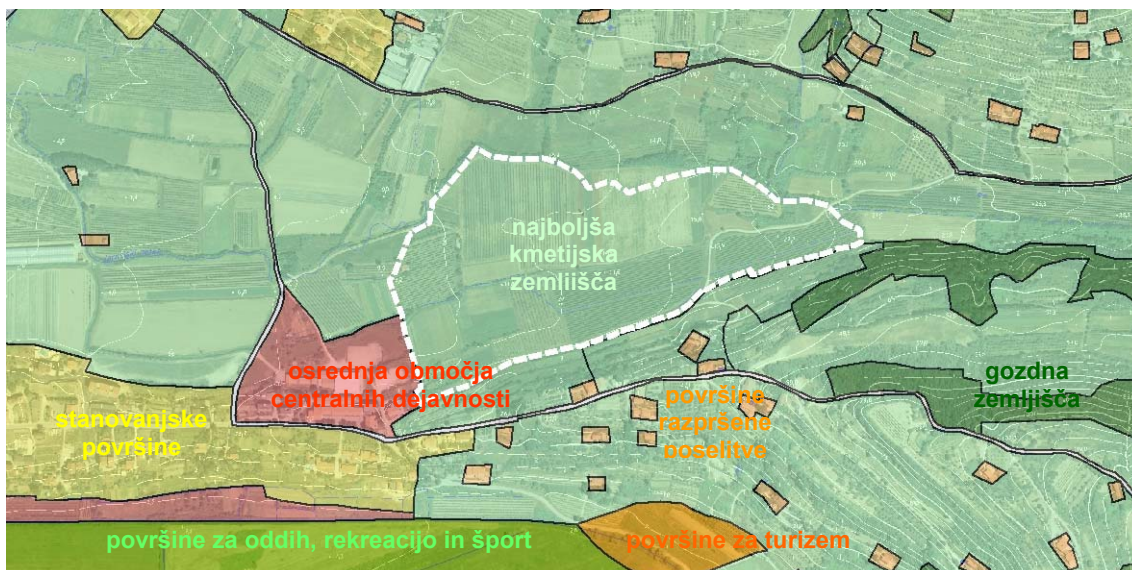 najboljša
kmetijska
zemljišča
osrednja območja
centralnih dejavnosti
stanovanjske
površine
površine
razpršene
poselitve
gozdna
zemljišča
površine za oddih, rekreacijo in šport
površine za turizem